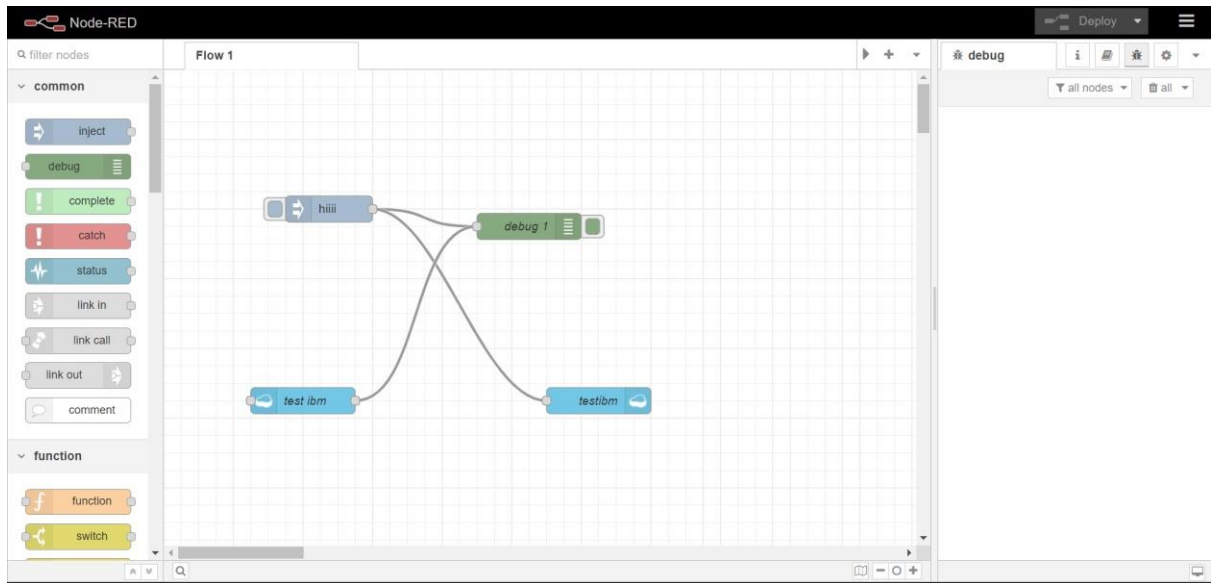 Node-RED
Deploy
filter nodes
Flow 1
debug
i
all nodes
all
common
inject
debug
complete
catch
status
link in
link call
link out
comment
function
function
switch
hiiii
debug 1
test ibm
testibm